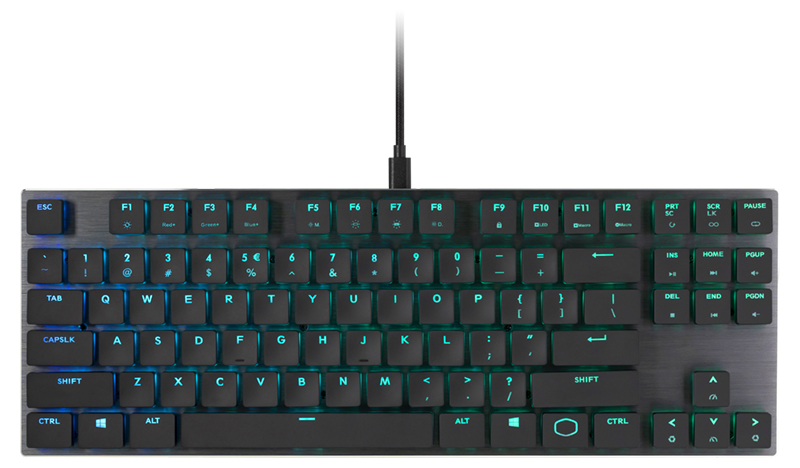 ESC F1 F2 F3 F4 F5 F6 F7 F8 F9 F10 F11 F12 PRT SC SCR LK PAUSE
Red+ Green+ Blue+
` 1 2 3 4 5 € 6 7 8 9 0 - = INS HOME PGUP
~ ! @ # $ % ^ & * ( ) — +
TAB Q W E R T Y U I O P { } | DEL END PGDN
[ ] \
CAPSLK A S D F G H J K L : "
; '
SHIFT Z X C V B N M < > ? SHIFT
, . /
CTRL ALT ALT CTRL